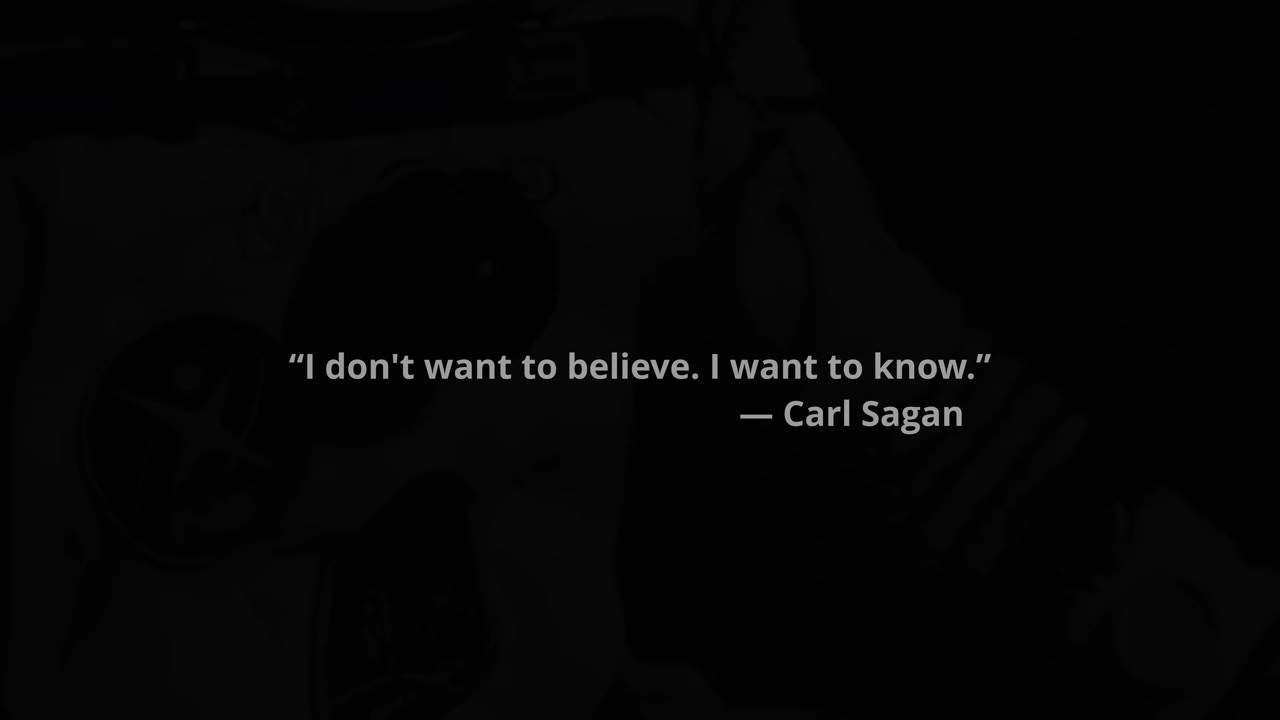 “I don't want to believe. I want to know.”
— Carl Sagan